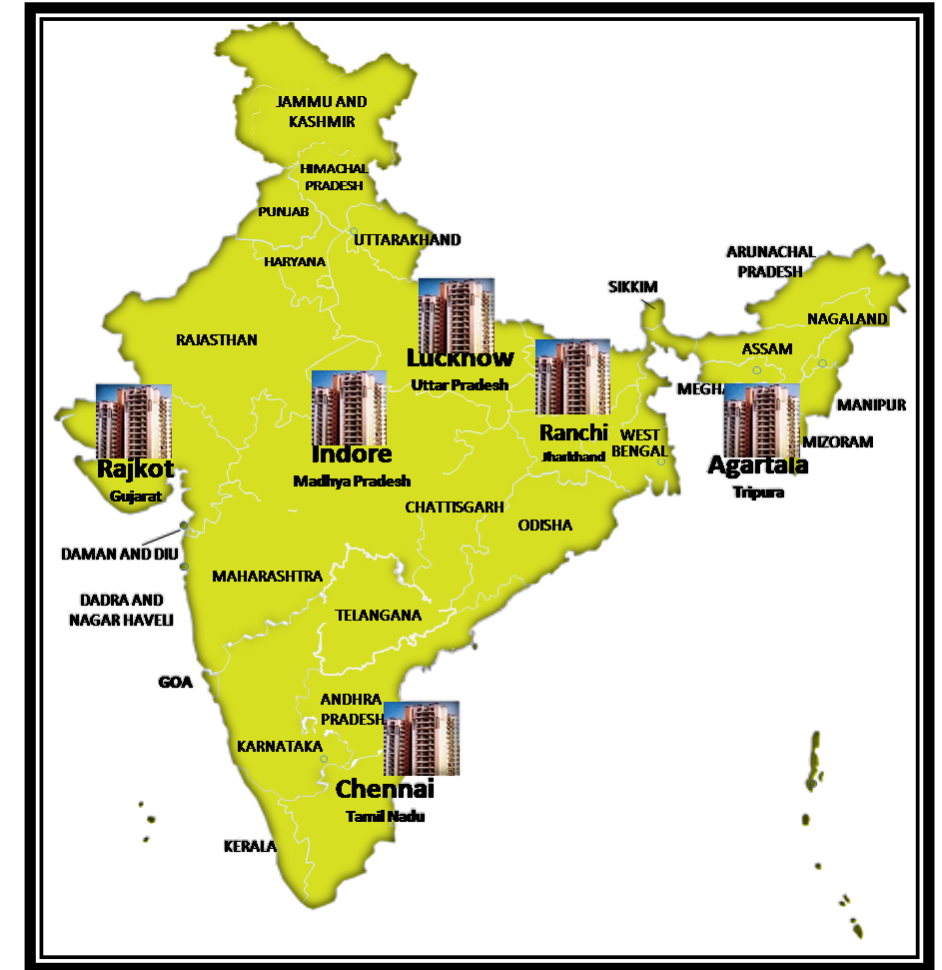 JAMMU AND
KASHMIR
HIMACHAL
PRADESH
PUNJAB
UTTARAKHAND
HARYANA
ARUNACHAL
PRADESH
SIKKIM
NAGALAND
RAJASTHAN
ASSAM
Lucknow
Uttar Pradesh
MEGHA
MANIPUR
Ranchi
Jharkhand
WEST
BENGAL
MIZORAM
Indore
Madhya Pradesh
Rajkot
Gujarat
Agartala
Tripura
CHATTISGARH
ODISHA
DAMAN AND DIU
MAHARASHTRA
DADRA AND
NAGAR HAVELI
TELANGANA
GOA
ANDHRA
PRADESH
KARNATAKA
Chennai
Tamil Nadu
KERALA